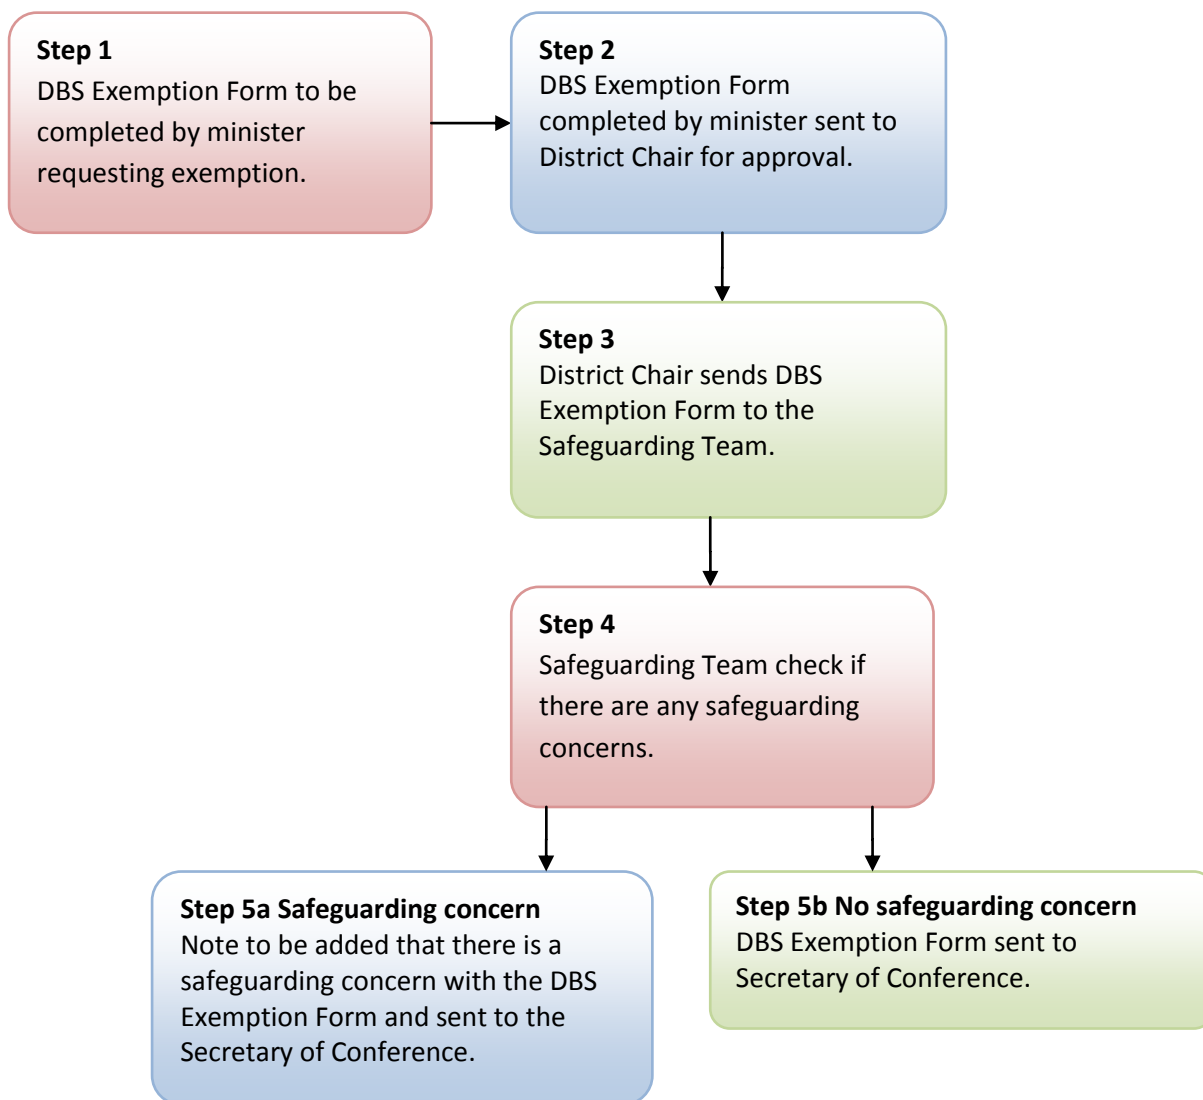 Step 1
DBS Exemption Form to be
completed by minister
requesting exemption.
Step 2
DBS Exemption Form
completed by minister sent to
District Chair for approval.
Step 3
District Chair sends DBS
Exemption Form to the
Safeguarding Team.
Step 4
Safeguarding Team check if
there are any safeguarding
concerns.
Step 5a Safeguarding concern
Note to be added that there is a
safeguarding concern with the DBS
Exemption Form and sent to the
Secretary of Conference.
Step 5b No safeguarding concern
DBS Exemption Form sent to
Secretary of Conference.